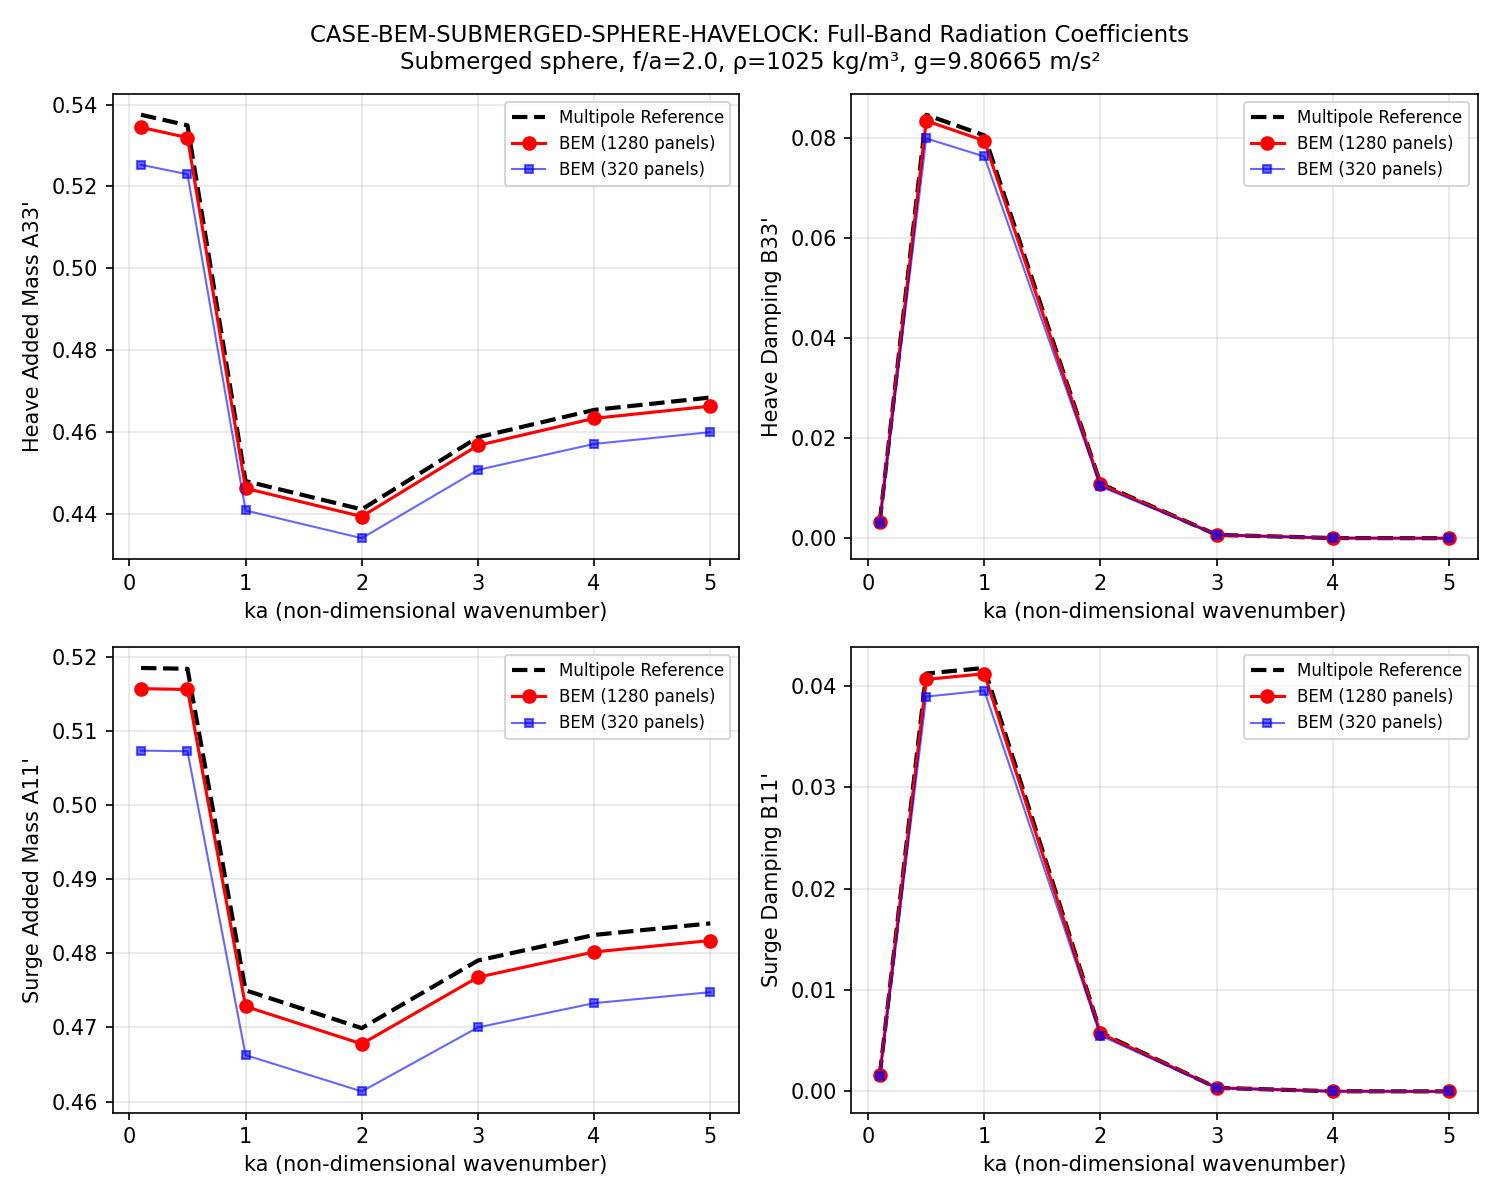 CASE-BEM-SUBMERGED-SPHERE-HAVELOCK: Full-Band Radiation Coefficients
Submerged sphere, f/a=2.0, ρ=1025 kg/m³, g=9.80665 m/s²
Heave Added Mass A33'
0.54
0.52
0.50
0.48
0.46
0.44
Multipole Reference
BEM (1280 panels)
BEM (320 panels)
0 1 2 3 4 5
ka (non-dimensional wavenumber)
Heave Damping B33'
0.08
0.06
0.04
0.02
0.00
Multipole Reference
BEM (1280 panels)
BEM (320 panels)
0 1 2 3 4 5
ka (non-dimensional wavenumber)
Surge Added Mass A11'
0.52
0.51
0.50
0.49
0.48
0.47
0.46
Multipole Reference
BEM (1280 panels)
BEM (320 panels)
0 1 2 3 4 5
ka (non-dimensional wavenumber)
Surge Damping B11'
0.04
0.03
0.02
0.01
0.00
Multipole Reference
BEM (1280 panels)
BEM (320 panels)
0 1 2 3 4 5
ka (non-dimensional wavenumber)